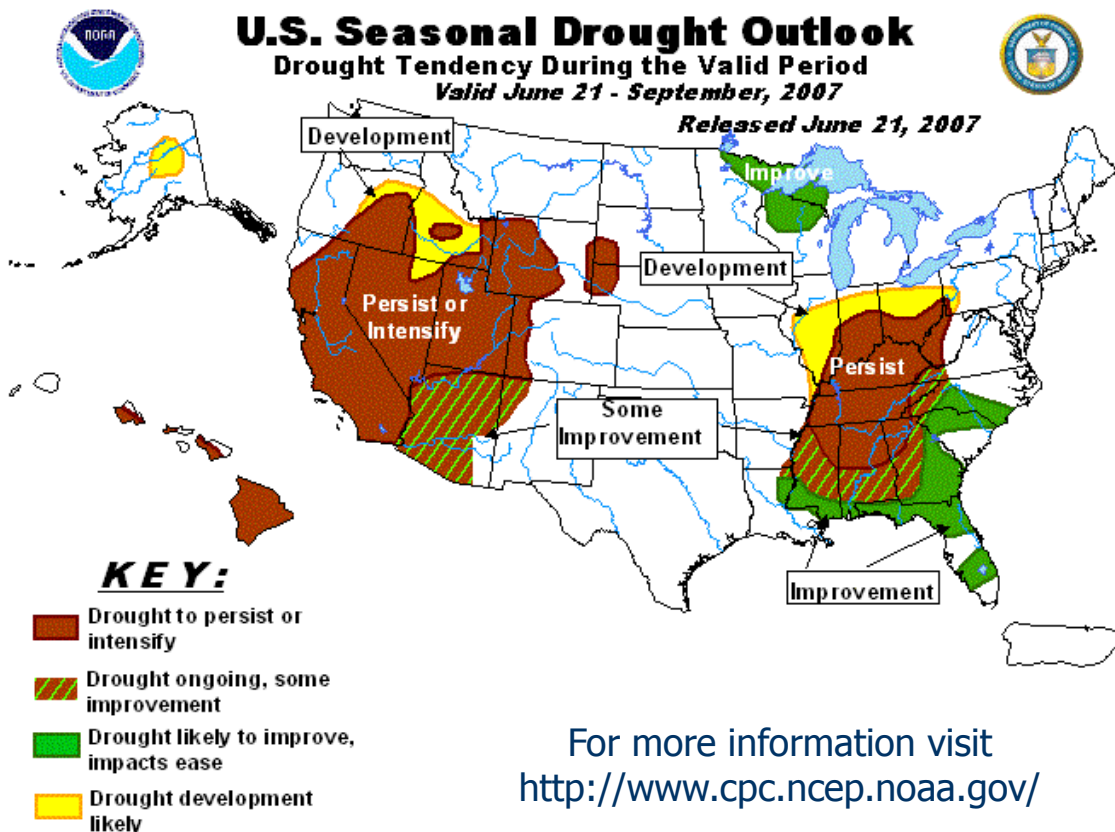 NOAA
U.S. Seasonal Drought Outlook
Drought Tendency During the Valid Period
Valid June 21 - September, 2007
Released June 21, 2007
Development
Improve
Development
Persist or
Intensify
Persist
Some
Improvement
Improvement
KEY:
Drought to persist or
intensify
Drought ongoing, some
improvement
Drought likely to improve,
impacts ease
Drought development
likely
For more information visit
http://www.cpc.ncep.noaa.gov/